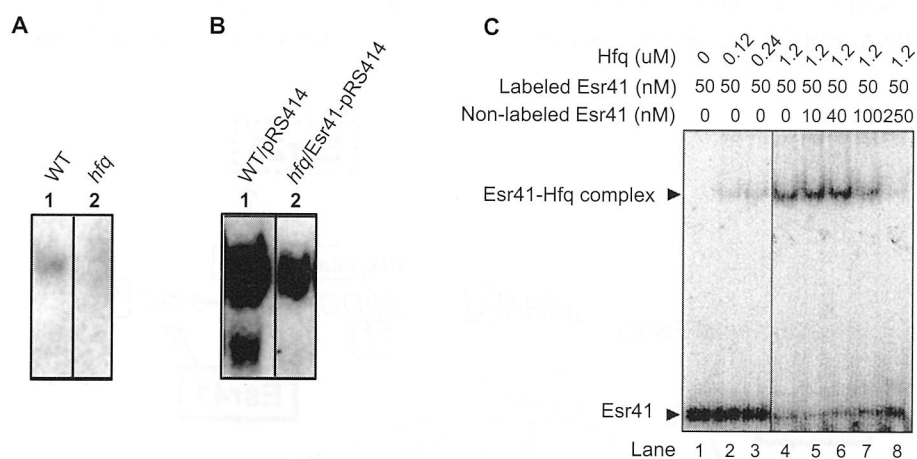 A
WT
hfq
1 2
B
WT/pRS414
hfq/Esr41-pRS414
1 2
C
Hfq (uM) 0 0.12 0.24 1.2 1.2 1.2 1.2 1.2
Labeled Esr41 (nM) 50 50 50 50 50 50 50 50
Non-labeled Esr41 (nM) 0 0 0 0 10 40 100 250
Esr41-Hfq complex
Esr41
Lane 1 2 3 4 5 6 7 8